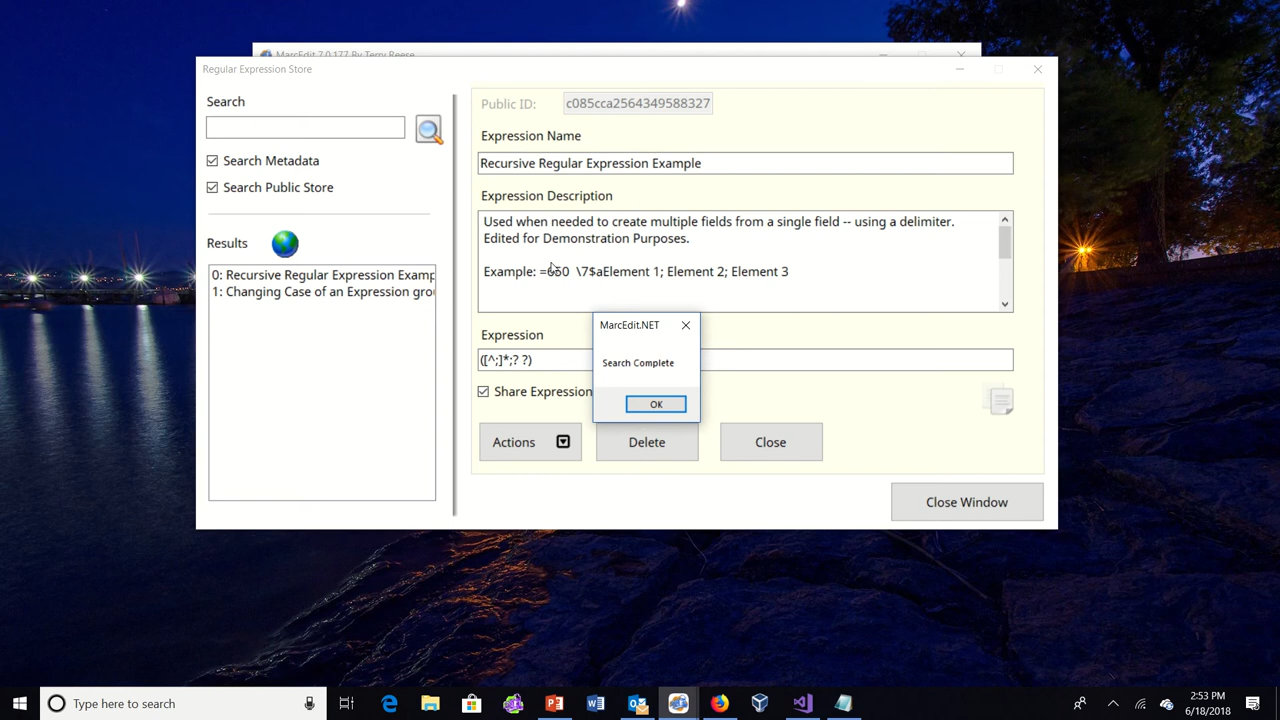 MarcEdit 7.0.177 By Terry Reese
Regular Expression Store
Search
Search Metadata
Search Public Store
Results
0: Recursive Regular Expression Examp
1: Changing Case of an Expression grou
Public ID: c085cca2564349588327
Expression Name
Recursive Regular Expression Example
Expression Description
Used when needed to create multiple fields from a single field -- using a delimiter.
Edited for Demonstration Purposes.
Example: =650 \7$aElement 1; Element 2; Element 3
Expression
([^;]*;? ?)
Share Expression
MarcEdit.NET
Search Complete
OK
Actions
Delete
Close
Close Window
Type here to search
2:53 PM
6/18/2018